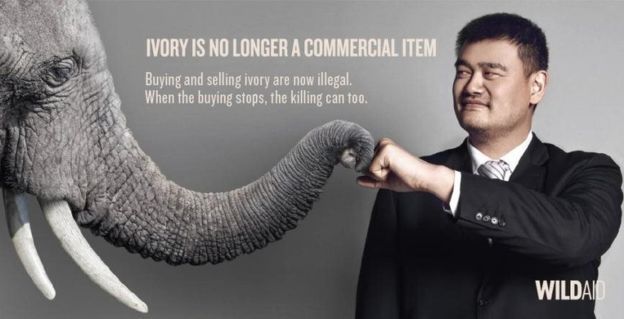 IVORY IS NO LONGER A COMMERCIAL ITEM
Buying and selling ivory are now illegal.
When the buying stops, the killing can too.
WILDAID